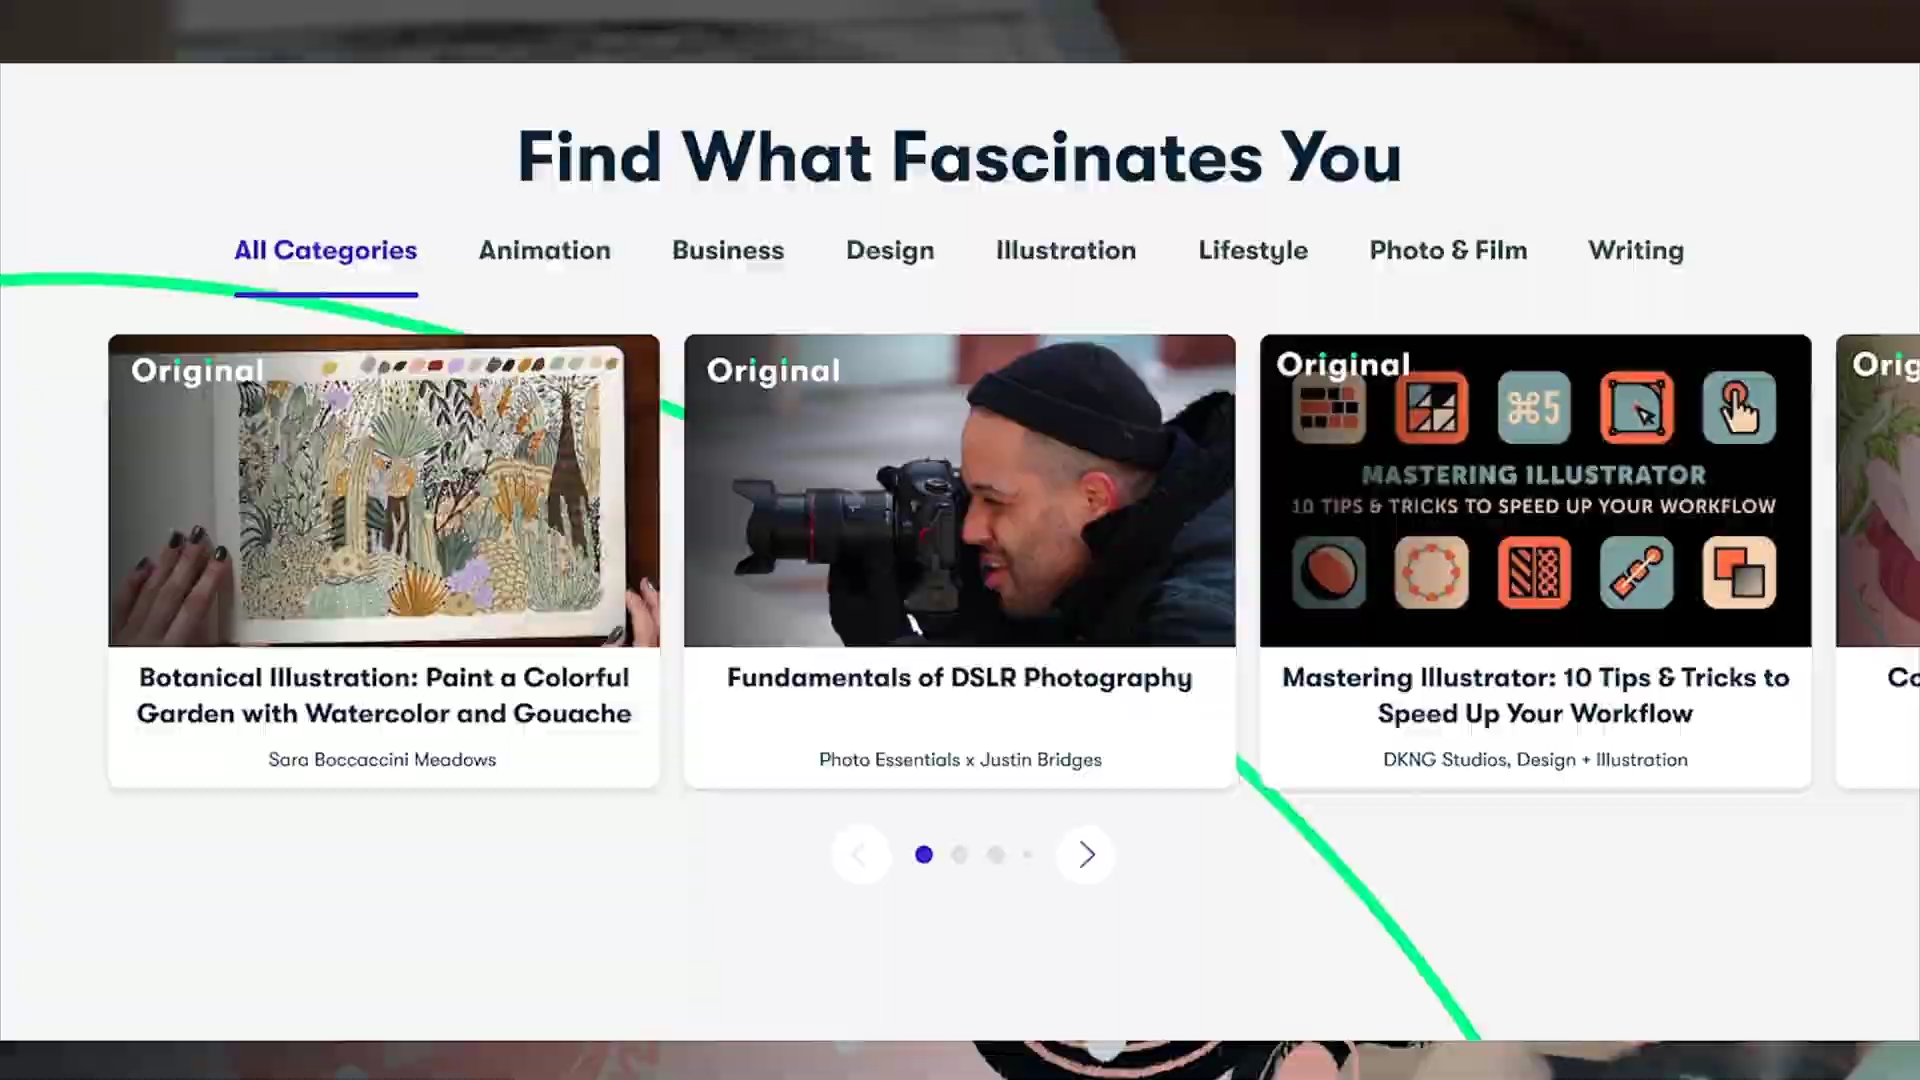 Find What Fascinates You
All Categories Animation Business Design Illustration Lifestyle Photo & Film Writing
Original
Original
Original
Orig
⌘5
MASTERING ILLUSTRATOR
10 TIPS & TRICKS TO SPEED UP YOUR WORKFLOW
Botanical Illustration: Paint a Colorful
Garden with Watercolor and Gouache
Sara Boccaccini Meadows
Fundamentals of DSLR Photography
Photo Essentials x Justin Bridges
Mastering Illustrator: 10 Tips & Tricks to
Speed Up Your Workflow
DKNG Studios, Design + Illustration
Co